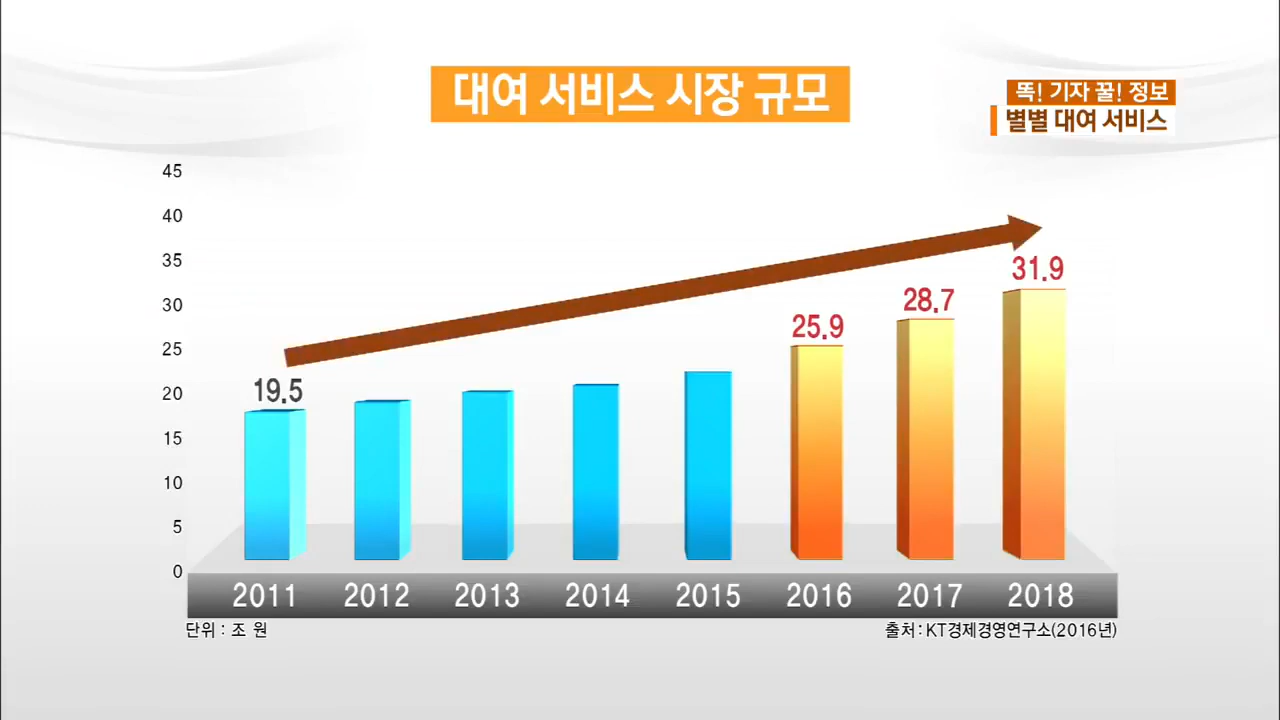 대여 서비스 시장 규모
똑! 기자 꿀! 정보
별별 대여 서비스
45
40
35
30
25
20
15
10
5
0
19.5
25.9
28.7
31.9
2011 2012 2013 2014 2015 2016 2017 2018
단위 : 조 원
출처:KT경제경영연구소(2016년)